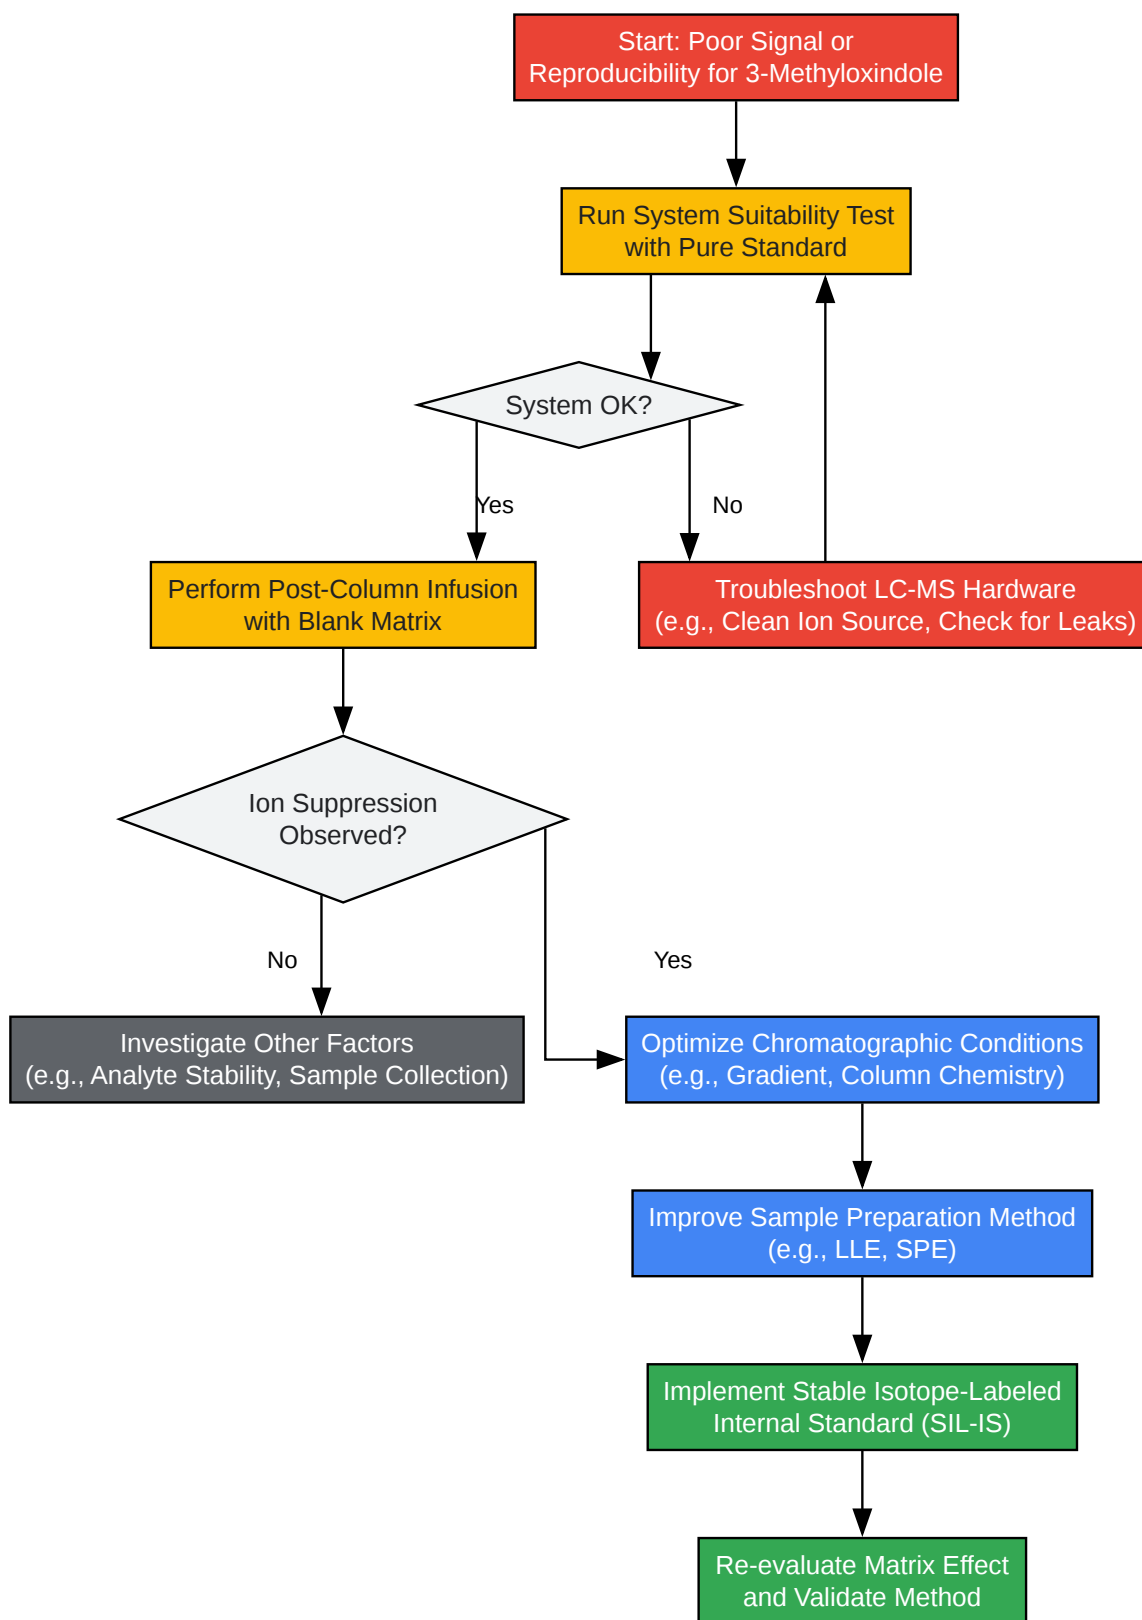 Start: Poor Signal or
Reproducibility for 3-Methyloxindole
Run System Suitability Test
with Pure Standard
System OK?
Yes
No
Perform Post-Column Infusion
with Blank Matrix
Troubleshoot LC-MS Hardware
(e.g., Clean Ion Source, Check for Leaks)
Ion Suppression
Observed?
No
Yes
Investigate Other Factors
(e.g., Analyte Stability, Sample Collection)
Optimize Chromatographic Conditions
(e.g., Gradient, Column Chemistry)
Improve Sample Preparation Method
(e.g., LLE, SPE)
Implement Stable Isotope-Labeled
Internal Standard (SIL-IS)
Re-evaluate Matrix Effect
and Validate Method